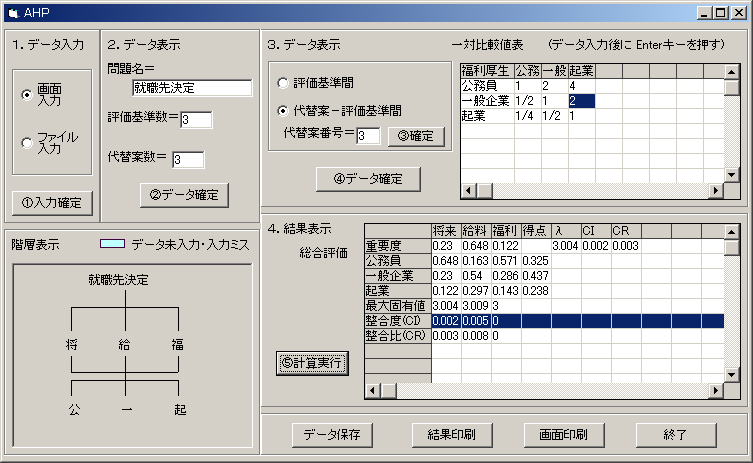 AHP
1．データ入力
画面
入力
ファイル
入力
①入力確定
2．データ表示
問題名＝
就職先決定
評価基準数＝ 3
代替案数＝ 3
②データ確定
3．データ表示
評価基準間
代替案－評価基準間
代替案番号＝ 3 ③確定
④データ確定
一対比較値表 (データ入力後に Enterキーを押す)
福利厚生 公務 一般 起業
公務員 1 2 4
一般企業 1/2 1 2
起業 1/4 1/2 1
階層表示 データ未入力・入力ミス
就職先決定
将 給 福
公 一 起
4．結果表示
総合評価
⑤計算実行
将来 給料 福利 得点 λ CI CR
重要度 0.23 0.648 0.122 3.004 0.002 0.003
公務員 0.648 0.163 0.571 0.325
一般企業 0.23 0.54 0.286 0.437
起業 0.122 0.297 0.143 0.238
最大固有値 3.004 3.009 3
整合度(CI) 0.002 0.005 0
整合比(CR) 0.003 0.008 0
データ保存 結果印刷 画面印刷 終了